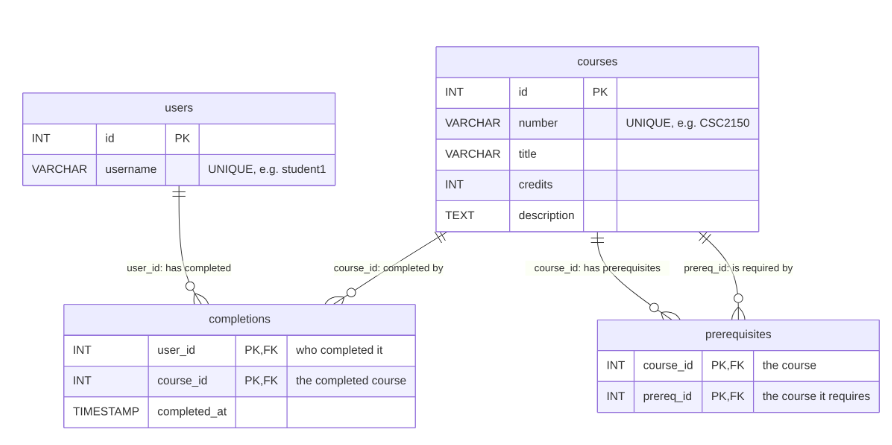 courses
INT id PK
VARCHAR number UNIQUE, e.g. CSC2150
VARCHAR title
INT credits
TEXT description
users
INT id PK
VARCHAR username UNIQUE, e.g. student1
user_id: has completed
course_id: completed by
course_id: has prerequisites
prereq_id: is required by
completions
INT user_id PK,FK who completed it
INT course_id PK,FK the completed course
TIMESTAMP completed_at
prerequisites
INT course_id PK,FK the course
INT prereq_id PK,FK the course it requires